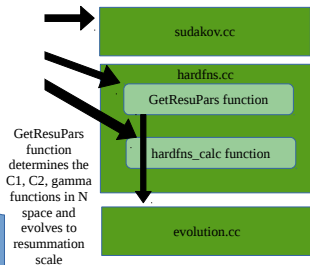 sudakov.cc
hardfns.cc
GetResuPars function
hardfns_calc function
evolution.cc
GetResuPars
function
determines the
C1, C2, gamma
functions in N
space and
evolves to
resummation
scale